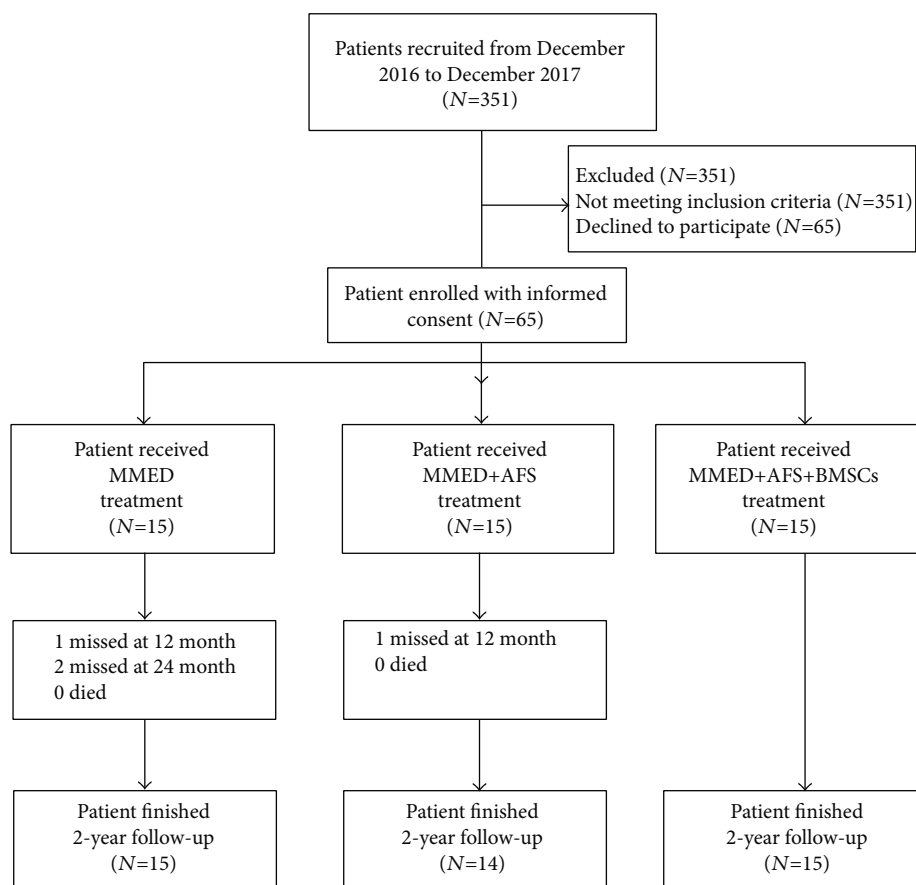 Patients recruited from December
2016 to December 2017
(N=351)
Excluded (N=351)
Not meeting inclusion criteria (N=351)
Declined to participate (N=65)
Patient enrolled with informed
consent (N=65)
Patient received
MMED
treatment
(N=15)
Patient received
MMED+AFS
treatment
(N=15)
Patient received
MMED+AFS+BMSCs
treatment
(N=15)
1 missed at 12 month
2 missed at 24 month
0 died
1 missed at 12 month
0 died
Patient finished
2-year follow-up
(N=15)
Patient finished
2-year follow-up
(N=14)
Patient finished
2-year follow-up
(N=15)